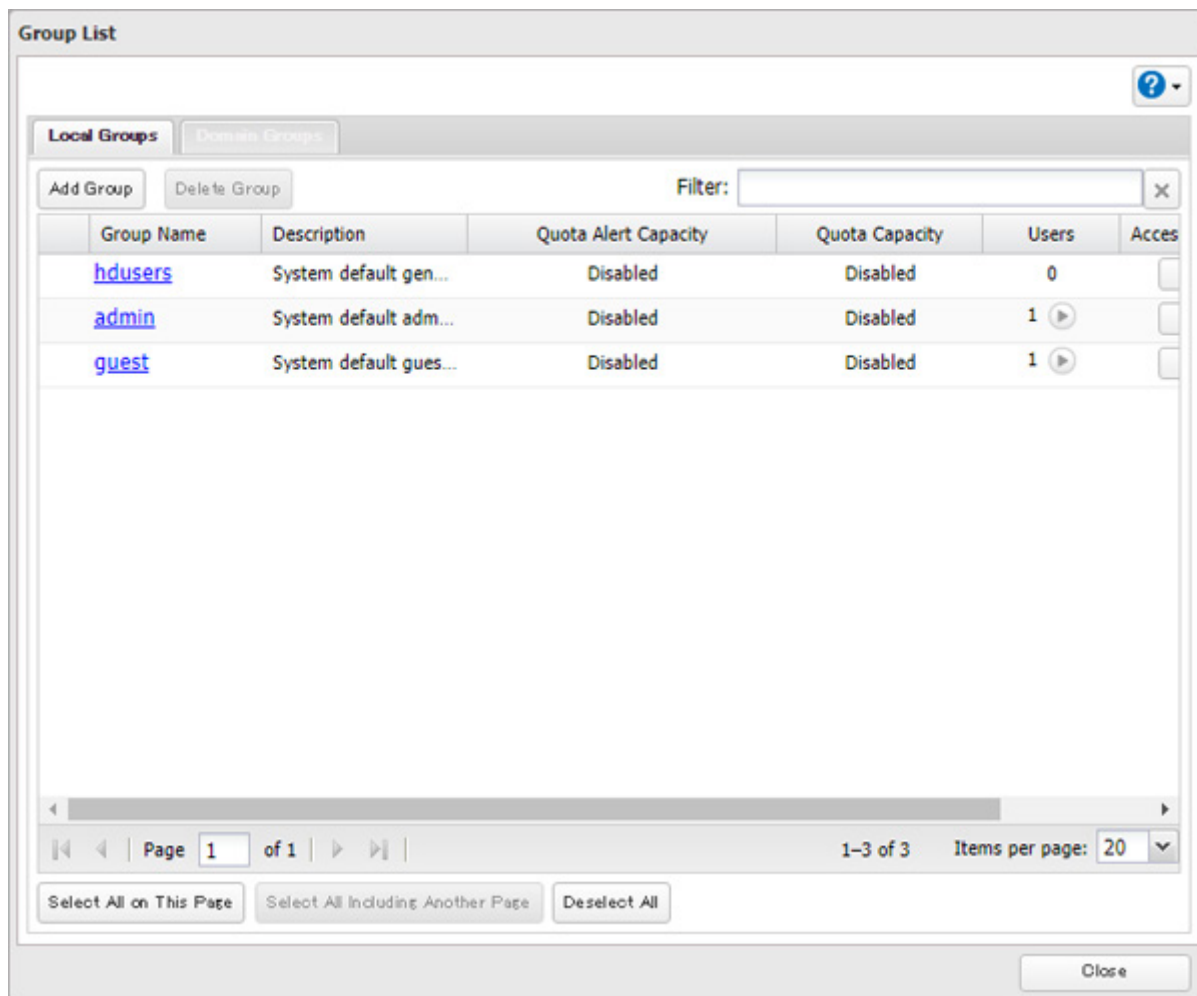 Group List
?
Local Groups Domain Groups
Add Group Delete Group Filter:
Group Name Description Quota Alert Capacity Quota Capacity Users Acces
hdusers System default gen... Disabled Disabled 0
admin System default adm... Disabled Disabled 1
guest System default gues... Disabled Disabled 1
Page 1 of 1 1–3 of 3 Items per page: 20
Select All on This Page Select All Including Another Page Deselect All
Close